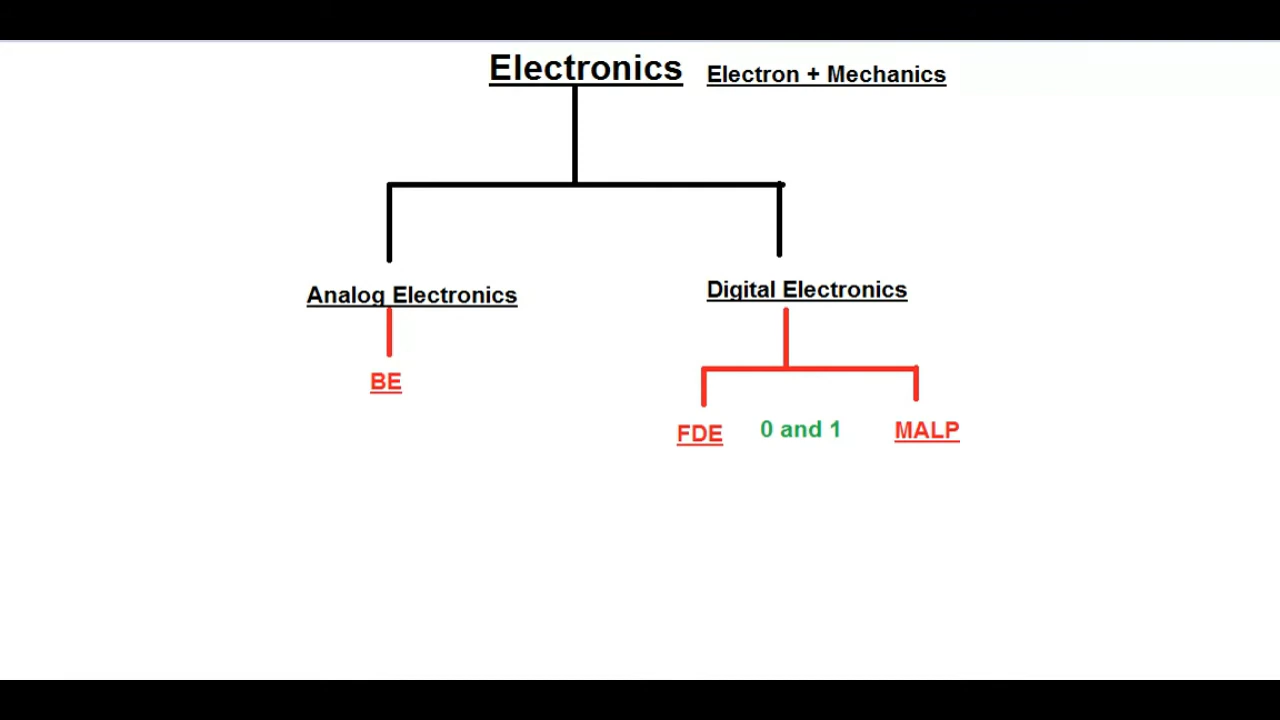 Electronics Electron + Mechanics
Analog Electronics
Digital Electronics
BE
FDE
0 and 1
MALP